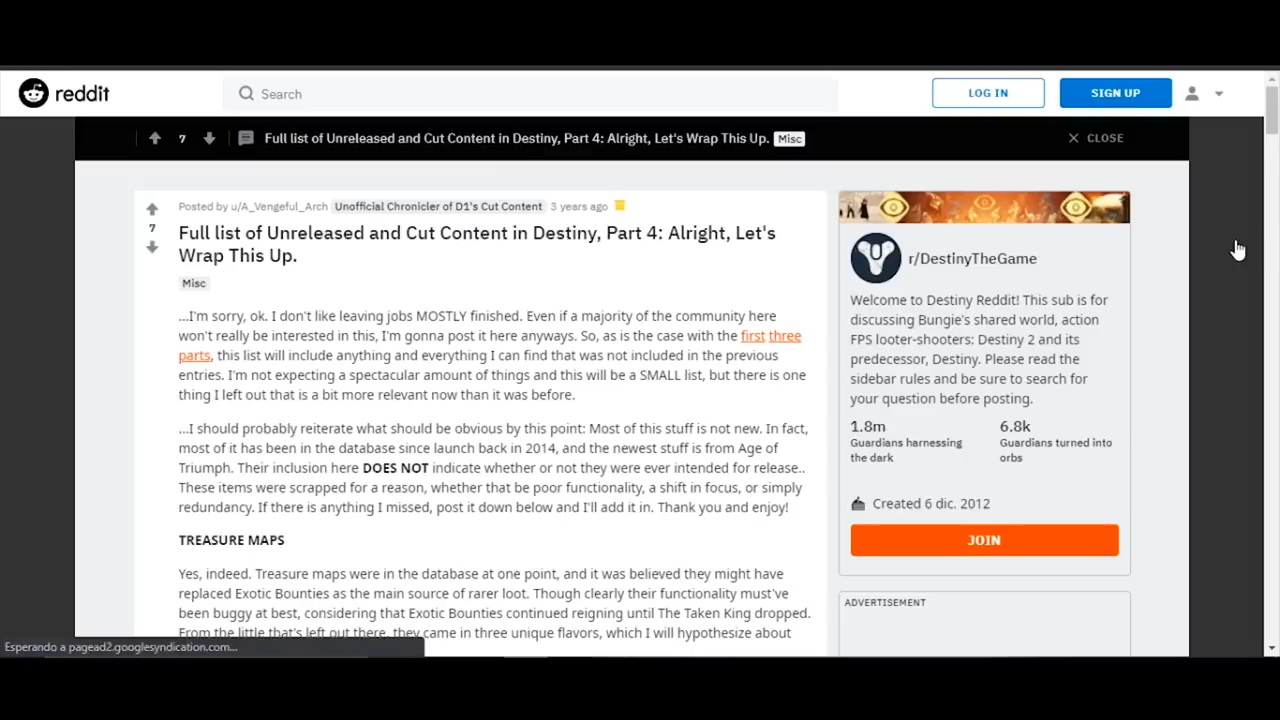 reddit
Search
LOG IN
SIGN UP
7
Full list of Unreleased and Cut Content in Destiny, Part 4: Alright, Let's Wrap This Up.
Misc
CLOSE
Posted by u/A_Vengeful_Arch
Unofficial Chronicler of D1's Cut Content
3 years ago
7
Full list of Unreleased and Cut Content in Destiny, Part 4: Alright, Let's
Wrap This Up.
Misc
...I'm sorry, ok. I don't like leaving jobs MOSTLY finished. Even if a majority of the community here
won't really be interested in this, I'm gonna post it here anyways. So, as is the case with the first three
parts, this list will include anything and everything I can find that was not included in the previous
entries. I'm not expecting a spectacular amount of things and this will be a SMALL list, but there is one
thing I left out that is a bit more relevant now than it was before.
...I should probably reiterate what should be obvious by this point: Most of this stuff is not new. In fact,
most of it has been in the database since launch back in 2014, and the newest stuff is from Age of
Triumph. Their inclusion here DOES NOT indicate whether or not they were ever intended for release..
These items were scrapped for a reason, whether that be poor functionality, a shift in focus, or simply
redundancy. If there is anything I missed, post it down below and I'll add it in. Thank you and enjoy!
TREASURE MAPS
Yes, indeed. Treasure maps were in the database at one point, and it was believed they might have
replaced Exotic Bounties as the main source of rarer loot. Though clearly their functionality must've
been buggy at best, considering that Exotic Bounties continued reigning until The Taken King dropped.
From the little that's left out there, they came in three unique flavors, which I will hypothesize about
r/DestinyTheGame
Welcome to Destiny Reddit! This sub is for
discussing Bungie's shared world, action
FPS looter-shooters: Destiny 2 and its
predecessor, Destiny. Please read the
sidebar rules and be sure to search for
your question before posting.
1.8m
Guardians harnessing
the dark
6.8k
Guardians turned into
orbs
Created 6 dic. 2012
JOIN
ADVERTISEMENT
Esperando a pagead2.googlesyndication.com...